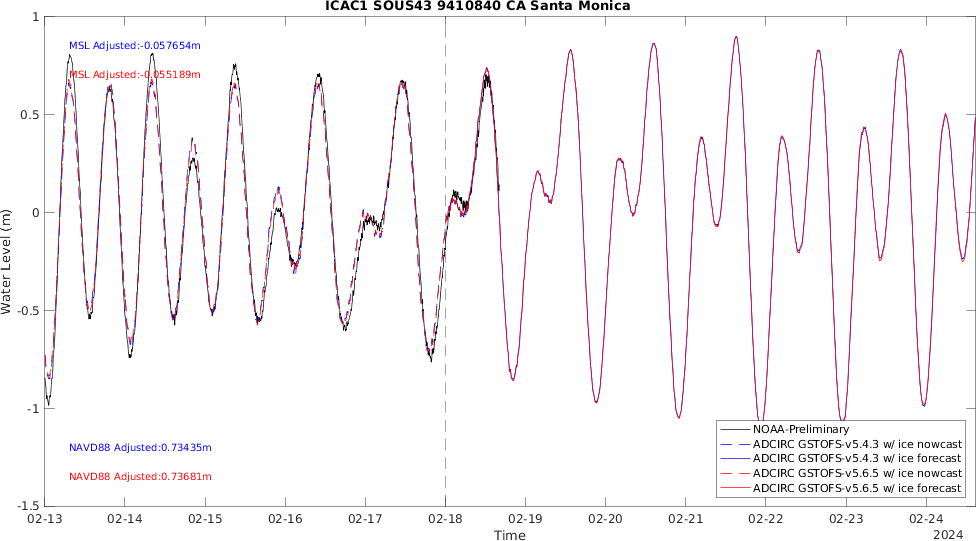 ICAC1 SOUS43 9410840 CA Santa Monica
1
MSL Adjusted:-0.057654m
MSL Adjusted:-0.055189m
0.5
Water Level (m)
0
-0.5
-1
NAVD88 Adjusted:0.73435m
NAVD88 Adjusted:0.73681m
NOAA-Preliminary
ADCIRC GSTOFS-v5.4.3 w/ ice nowcast
ADCIRC GSTOFS-v5.4.3 w/ ice forecast
ADCIRC GSTOFS-v5.6.5 w/ ice nowcast
ADCIRC GSTOFS-v5.6.5 w/ ice forecast
-1.5
02-13 02-14 02-15 02-16 02-17 02-18 02-19 02-20 02-21 02-22 02-23 02-24
Time
2024